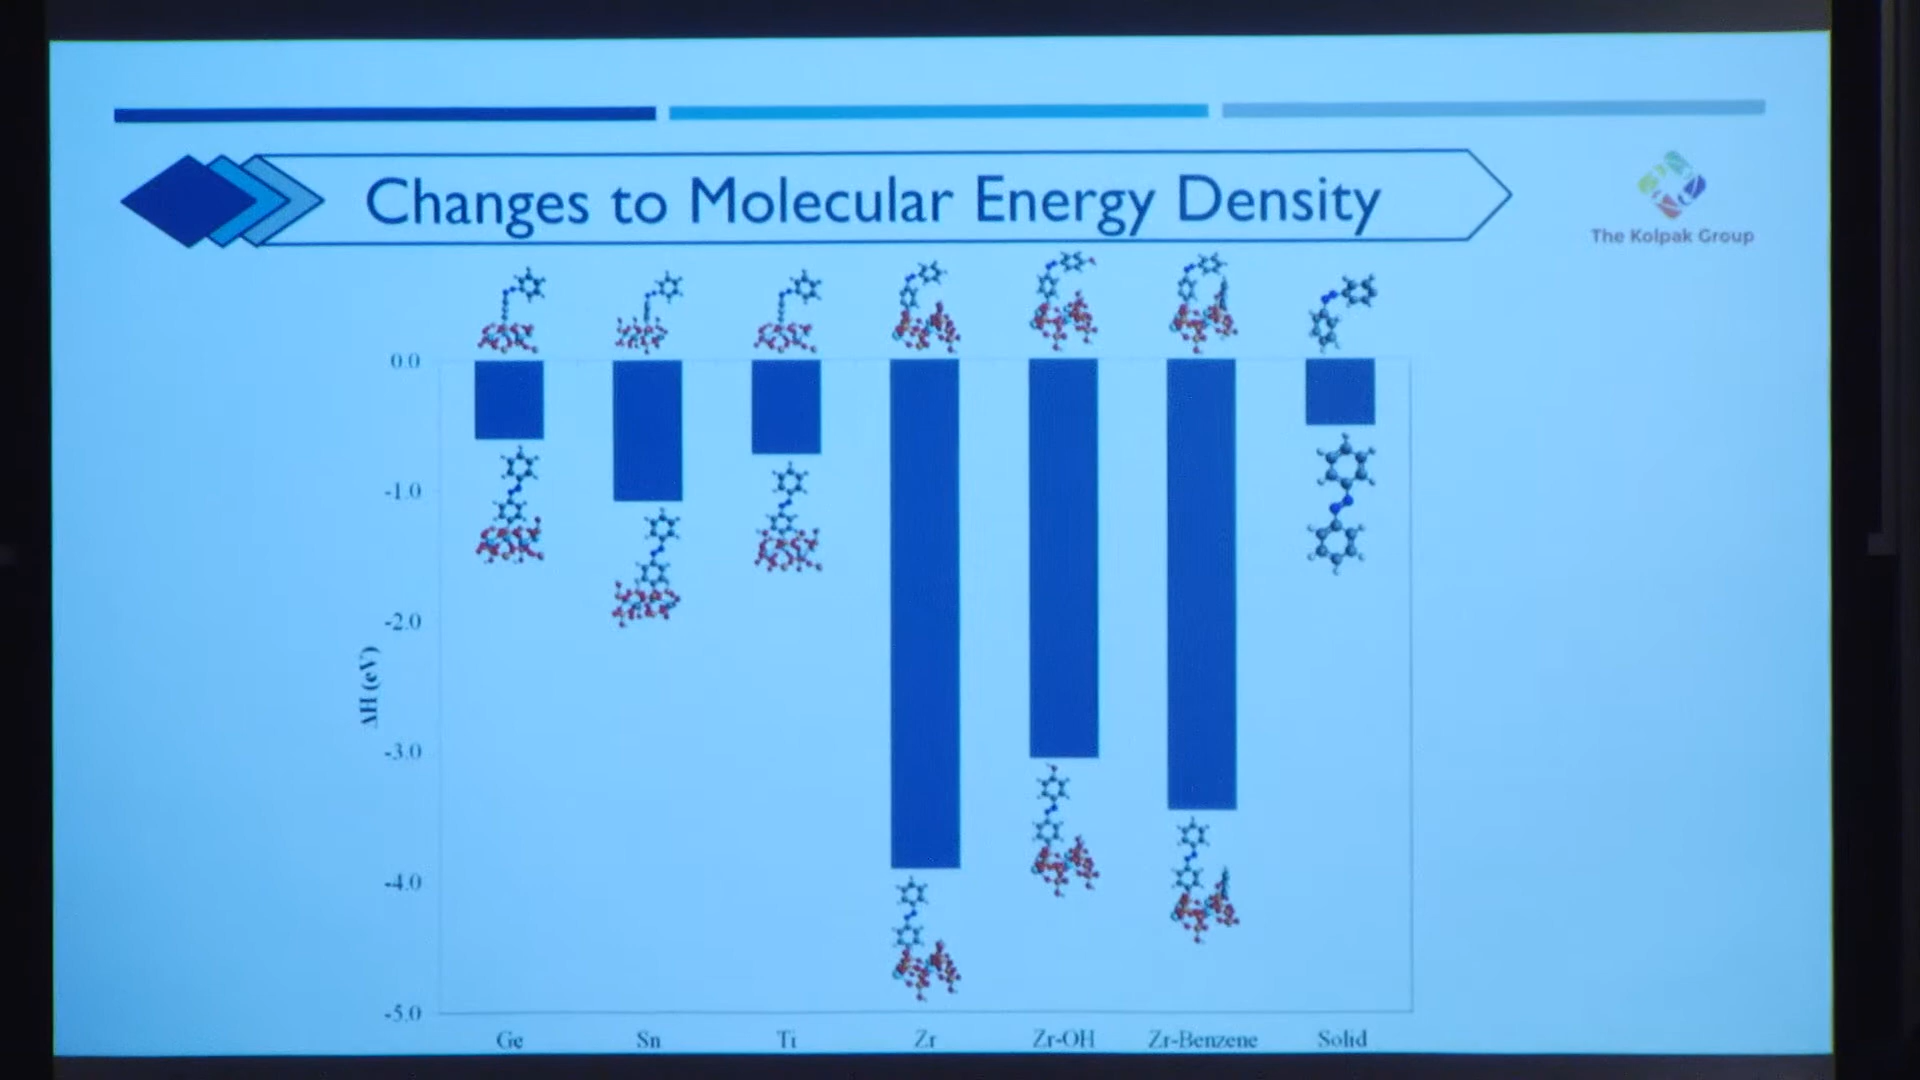 Changes to Molecular Energy Density
The Kolpak Group
0.0
-1.0
-2.0
-3.0
-4.0
-5.0
ΔH (eV)
Ge Sn Ti Zr Zr-OH Zr-Benzene Solid